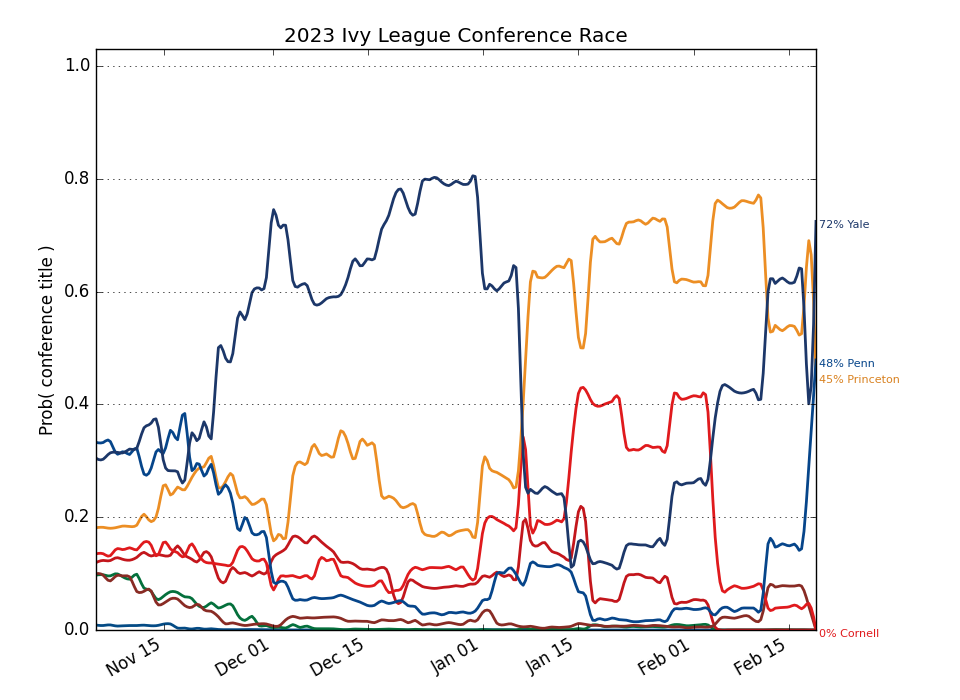 2023 Ivy League Conference Race
Prob( conference title )
1.0
0.8
0.6
0.4
0.2
0.0
Nov 15
Dec 01
Dec 15
Jan 01
Jan 15
Feb 01
Feb 15
72% Yale
48% Penn
45% Princeton
0% Cornell